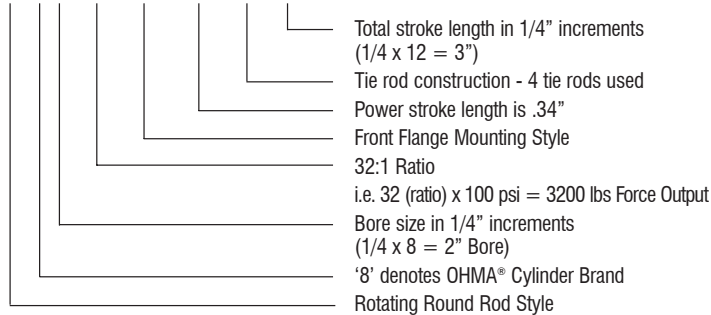 Total stroke length in 1/4” increments
(1/4 x 12 = 3”)
Tie rod construction - 4 tie rods used
Power stroke length is .34”
Front Flange Mounting Style
32:1 Ratio
i.e. 32 (ratio) x 100 psi = 3200 lbs Force Output
Bore size in 1/4” increments
(1/4 x 8 = 2” Bore)
‘8’ denotes OHMA® Cylinder Brand
Rotating Round Rod Style